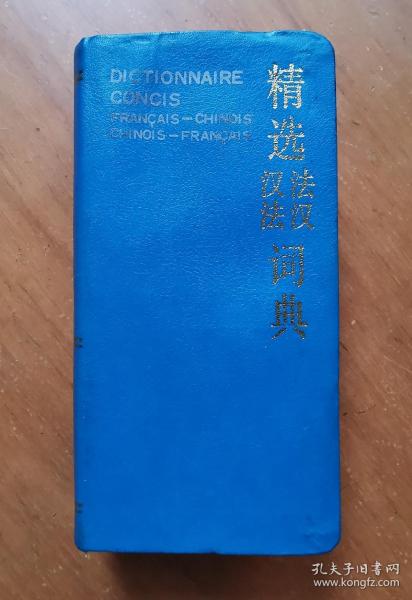 DICTIONNAIRE
CONCIS
FRANÇAIS—CHINOIS
CHINOIS—FRANÇAIS
精选
法汉
汉法
词典
孔夫子旧书网
www.kongfz.com